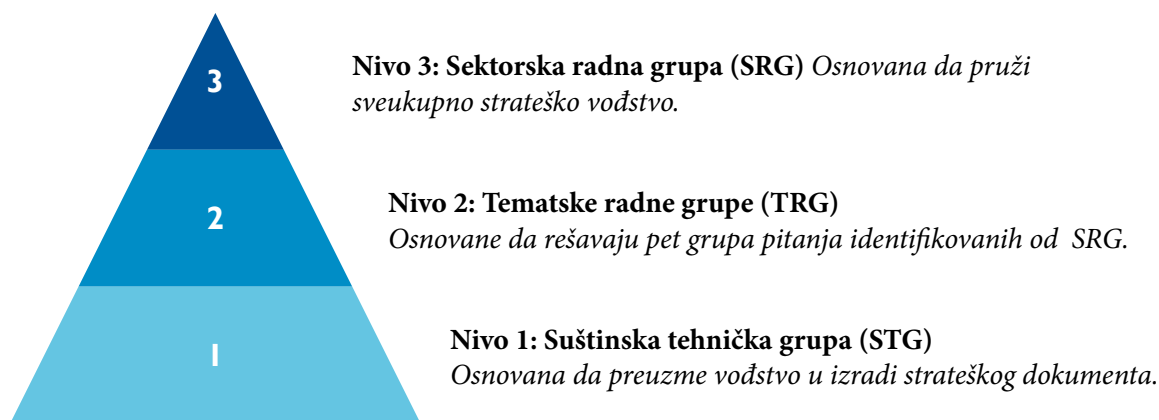 3
Nivo 3: Sektorska radna grupa (SRG) Osnovana da pruži
sveukupno strateško vođstvo.
2
Nivo 2: Tematske radne grupe (TRG)
Osnovane da rešavaju pet grupa pitanja identifikovanih od SRG.
1
Nivo 1: Suštinska tehnička grupa (STG)
Osnovana da preuzme vođstvo u izradi strateškog dokumenta.